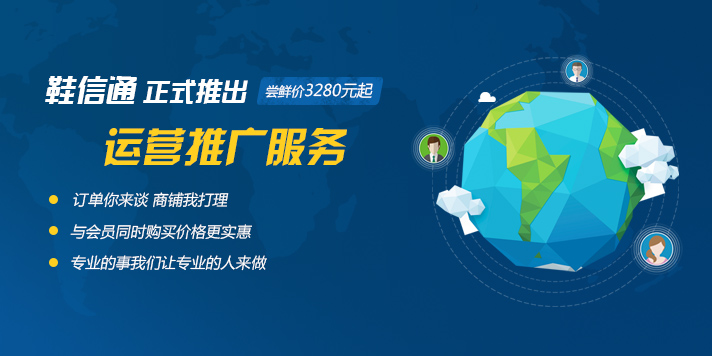 鞋信通 正式推出 尝鲜价3280元起
运营推广服务
订单你来谈 商铺我打理
与会员同时购买价格更实惠
专业的事我们让专业的人来做